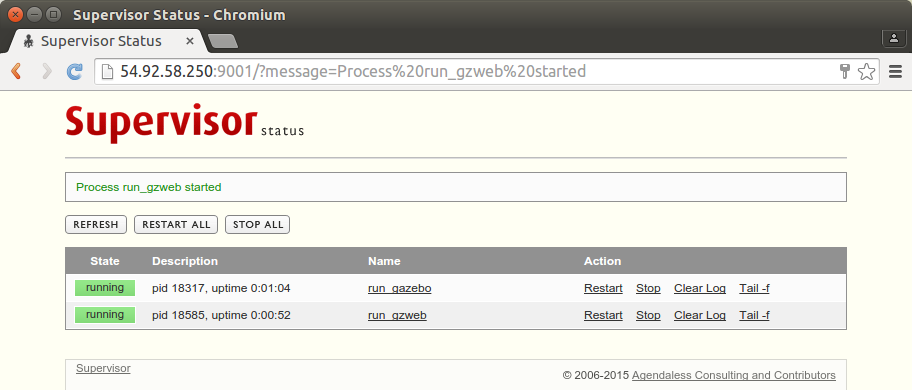 Supervisor Status - Chromium
Supervisor Status
54.92.58.250:9001/?message=Process%20run_gzweb%20started
Supervisor status
Process run_gzweb started
REFRESH RESTART ALL STOP ALL
State Description Name Action
running pid 18317, uptime 0:01:04 run_gazebo Restart Stop Clear Log Tail -f
running pid 18585, uptime 0:00:52 run_gzweb Restart Stop Clear Log Tail -f
Supervisor © 2006-2015 Agendaless Consulting and Contributors